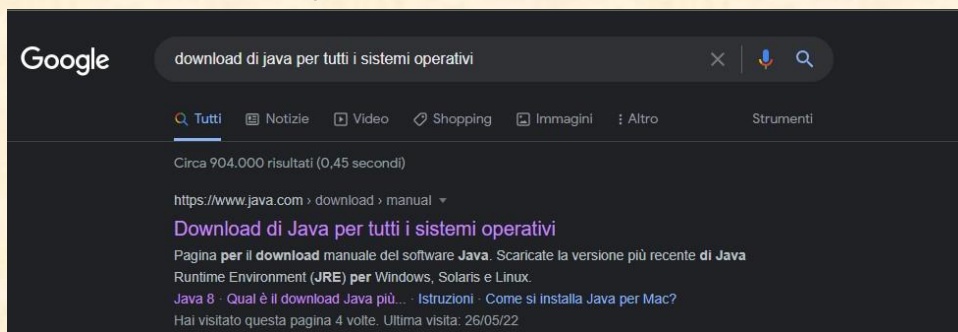 Google
download di java per tutti i sistemi operativi
Tutti Notizie Video Shopping Immagini Altro Strumenti
Circa 904.000 risultati (0,45 secondi)
https://www.java.com › download › manual
Download di Java per tutti i sistemi operativi
Pagina per il download manuale del software Java. Scaricate la versione più recente di Java
Runtime Environment (JRE) per Windows, Solaris e Linux.
Java 8 · Qual è il download Java più... · Istruzioni · Come si installa Java per Mac?
Hai visitato questa pagina 4 volte. Ultima visita: 26/05/22